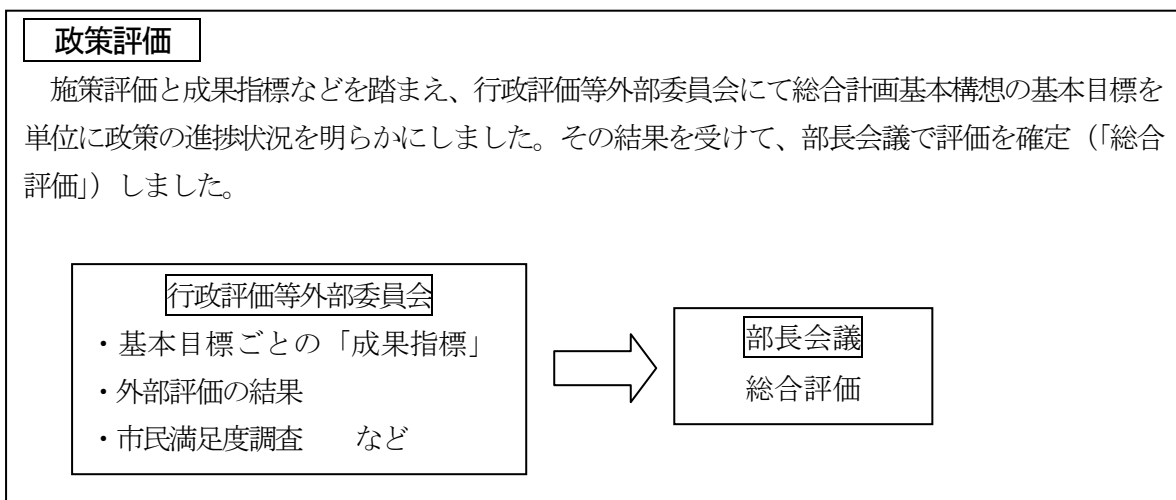 政策評価
施策評価と成果指標などを踏まえ、行政評価等外部委員会にて総合計画基本構想の基本目標を
単位に政策の進捗状況を明らかにしました。その結果を受けて、部長会議で評価を確定（「総合
評価」）しました。
行政評価等外部委員会
・基本目標ごとの「成果指標」
・外部評価の結果
・市民満足度調査　　など
部長会議
総合評価